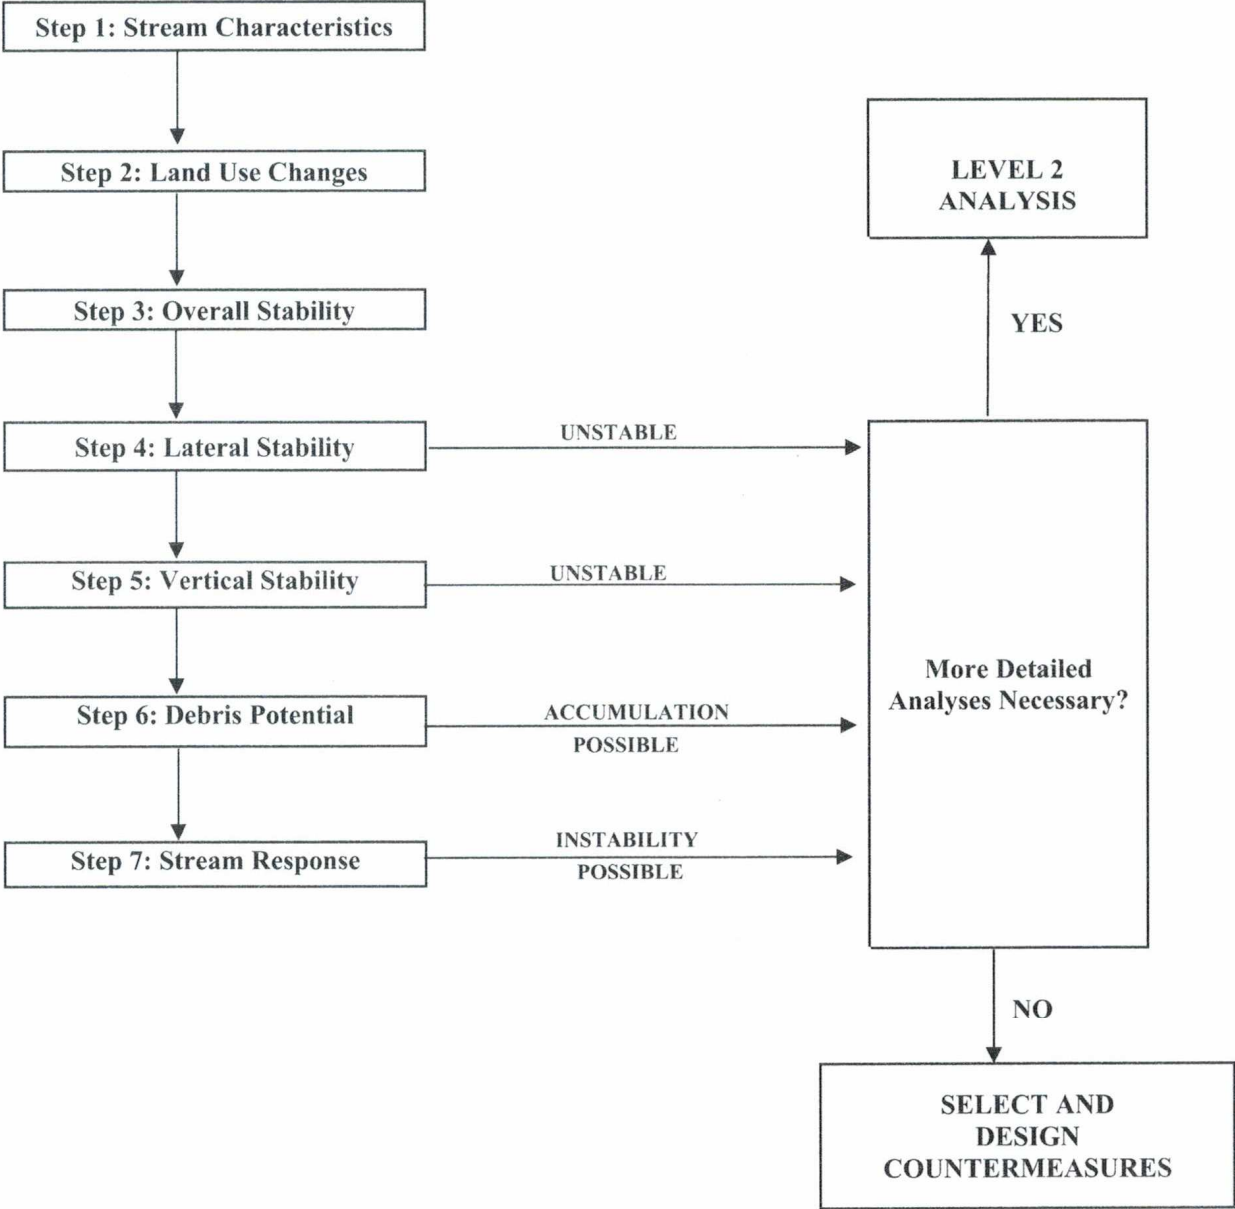 Step 1: Stream Characteristics
Step 2: Land Use Changes
Step 3: Overall Stability
Step 4: Lateral Stability
UNSTABLE
Step 5: Vertical Stability
UNSTABLE
Step 6: Debris Potential
ACCUMULATION
POSSIBLE
Step 7: Stream Response
INSTABILITY
POSSIBLE
LEVEL 2
ANALYSIS
YES
More Detailed
Analyses Necessary?
NO
SELECT AND
DESIGN
COUNTERMEASURES